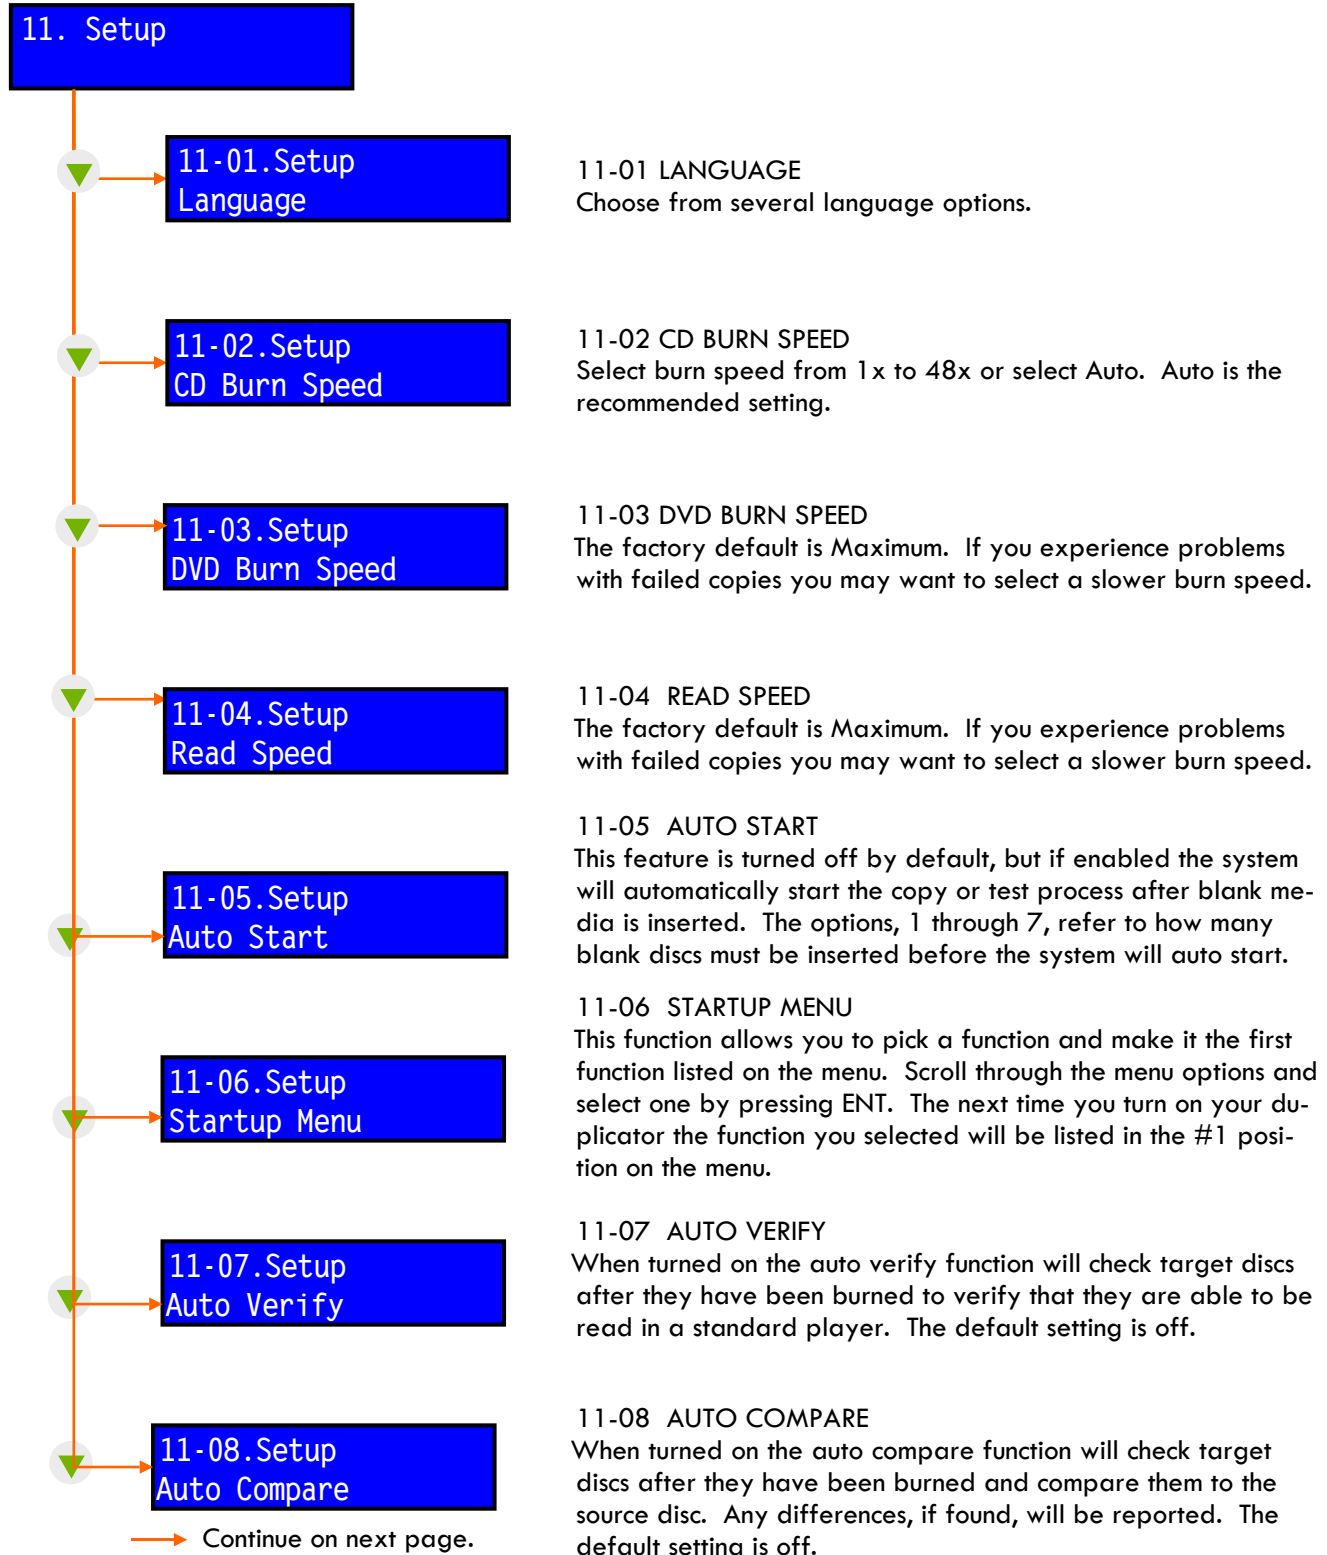 11. Setup
11-01.Setup
Language
11-01 LANGUAGE
Choose from several language options.
11-02.Setup
CD Burn Speed
11-02 CD BURN SPEED
Select burn speed from 1x to 48x or select Auto.  Auto is the
recommended setting.
11-03.Setup
DVD Burn Speed
11-03 DVD BURN SPEED
The factory default is Maximum.  If you experience problems
with failed copies you may want to select a slower burn speed.
11-04.Setup
Read Speed
11-04  READ SPEED
The factory default is Maximum.  If you experience problems
with failed copies you may want to select a slower burn speed.
11-05.Setup
Auto Start
11-05  AUTO START
This feature is turned off by default, but if enabled the system
will automatically start the copy or test process after blank me-
dia is inserted.  The options, 1 through 7, refer to how many
blank discs must be inserted before the system will auto start.
11-06.Setup
Startup Menu
11-06  STARTUP MENU
This function allows you to pick a function and make it the first
function listed on the menu.  Scroll through the menu options and
select one by pressing ENT.  The next time you turn on your du-
plicator the function you selected will be listed in the #1 posi-
tion on the menu.
11-07.Setup
Auto Verify
11-07  AUTO VERIFY
When turned on the auto verify function will check target discs
after they have been burned to verify that they are able to be
read in a standard player.  The default setting is off.
11-08.Setup
Auto Compare
11-08  AUTO COMPARE
When turned on the auto compare function will check target
discs after they have been burned and compare them to the
source disc.  Any differences, if found, will be reported.  The
default setting is off.
Continue on next page.